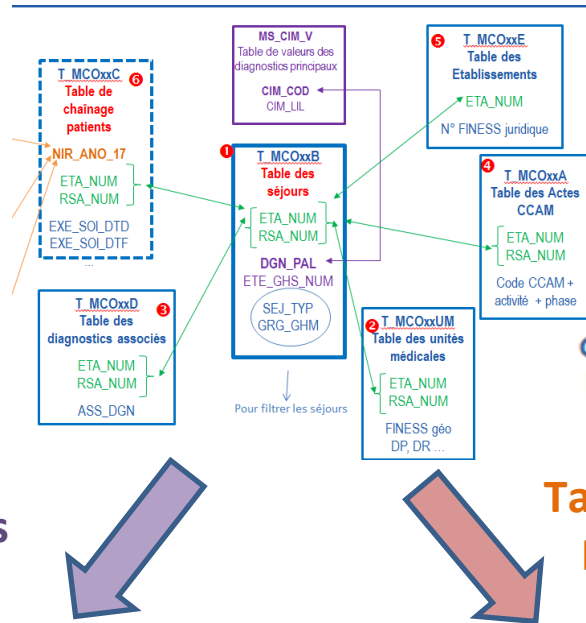 MS_CIM_V
Table de valeurs des
diagnostics principaux
CIM_COD
CIM_LIL
5
T_MCOxxE
Table des
Etablissements
ETA_NUM
N° FINESS juridique
T_MCOxxC
6
Table de
chaînage
patients
NIR_ANO_17
ETA_NUM
RSA_NUM
EXE_SOI_DTD
EXE_SOI_DTF
...
1
T_MCOxxB
Table des
séjours
ETA_NUM
RSA_NUM
DGN_PAL
ETE_GHS_NUM
SEJ_TYP
GRG_GHM
Pour filtrer les séjours
4
T_MCOxxA
Table des Actes
CCAM
ETA_NUM
RSA_NUM
Code CCAM +
activité + phase
T_MCOxxD
3
Table des
diagnostics associés
ETA_NUM
RSA_NUM
ASS_DGN
2
T_MCOxxUM
Table des unités
médicales
ETA_NUM
RSA_NUM
FINESS géo
DP, DR ...
s
Ta